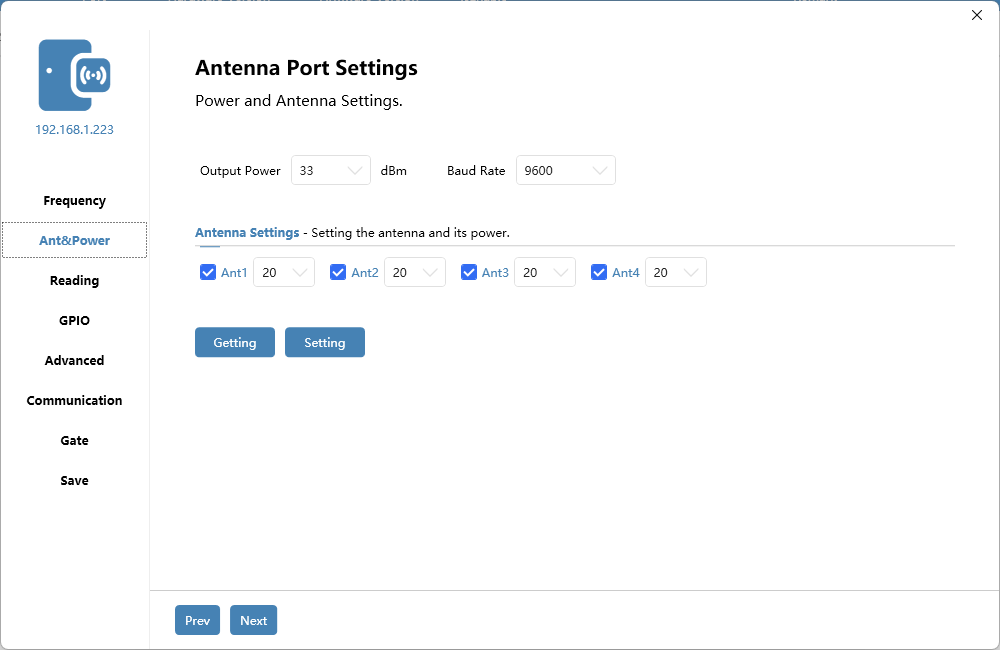 192.168.1.223
Frequency
Ant&Power
Reading
GPIO
Advanced
Communication
Gate
Save
Antenna Port Settings
Power and Antenna Settings.
Output Power 33 dBm Baud Rate 9600
Antenna Settings - Setting the antenna and its power.
Ant1 20 Ant2 20 Ant3 20 Ant4 20
Getting Setting
Prev Next